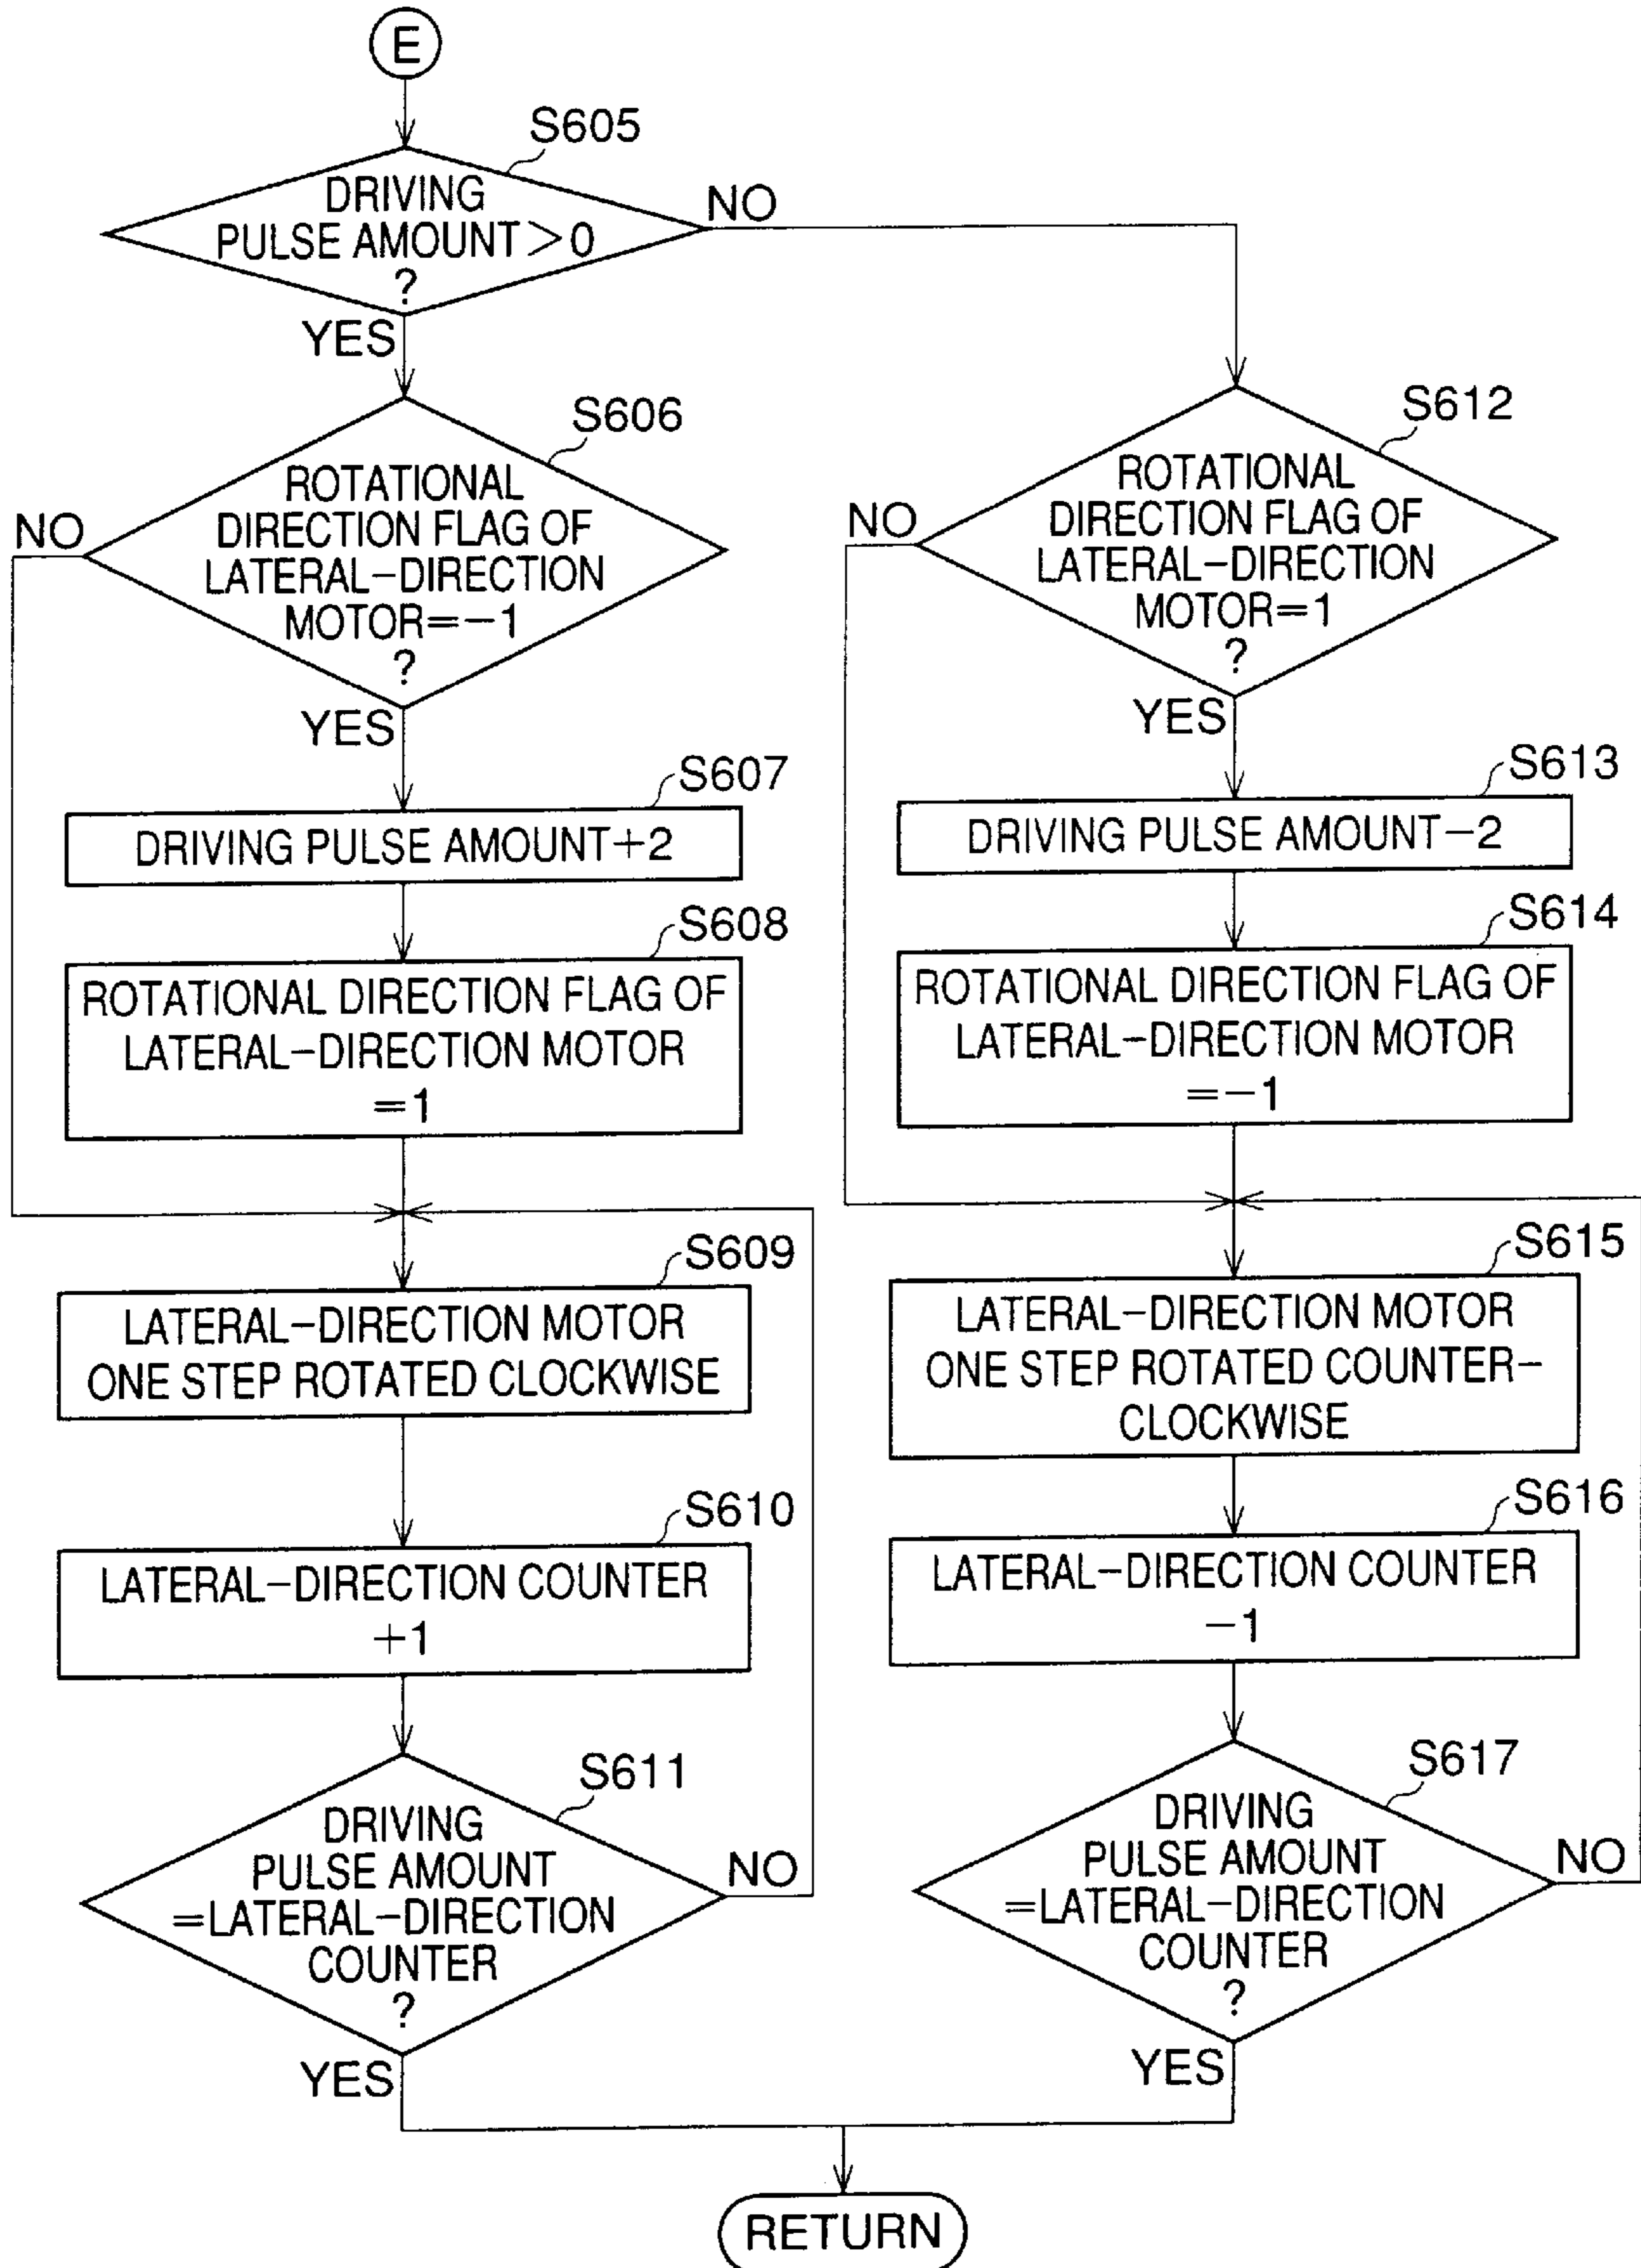 E
S605
DRIVING
PULSE AMOUNT>0
?
NO
YES
S606
ROTATIONAL
DIRECTION FLAG OF
LATERAL-DIRECTION
MOTOR=-1
?
NO
YES
S607
DRIVING PULSE AMOUNT+2
S608
ROTATIONAL DIRECTION FLAG OF
LATERAL-DIRECTION MOTOR
=1
S609
LATERAL-DIRECTION MOTOR
ONE STEP ROTATED CLOCKWISE
S610
LATERAL-DIRECTION COUNTER
+1
S611
DRIVING
PULSE AMOUNT
=LATERAL-DIRECTION
COUNTER
?
NO
YES
S612
ROTATIONAL
DIRECTION FLAG OF
LATERAL-DIRECTION
MOTOR=1
?
NO
YES
S613
DRIVING PULSE AMOUNT-2
S614
ROTATIONAL DIRECTION FLAG OF
LATERAL-DIRECTION MOTOR
=-1
S615
LATERAL-DIRECTION MOTOR
ONE STEP ROTATED COUNTER-
CLOCKWISE
S616
LATERAL-DIRECTION COUNTER
-1
S617
DRIVING
PULSE AMOUNT
=LATERAL-DIRECTION
COUNTER
?
NO
YES
RETURN